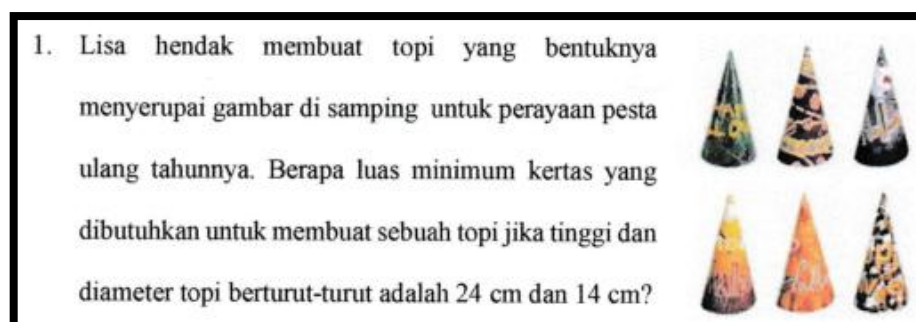 1. Lisa hendak membuat topi yang bentuknya
menyerupai gambar di samping untuk perayaan pesta
ulang tahunnya. Berapa luas minimum kertas yang
dibutuhkan untuk membuat sebuah topi jika tinggi dan
diameter topi berturut-turut adalah 24 cm dan 14 cm?